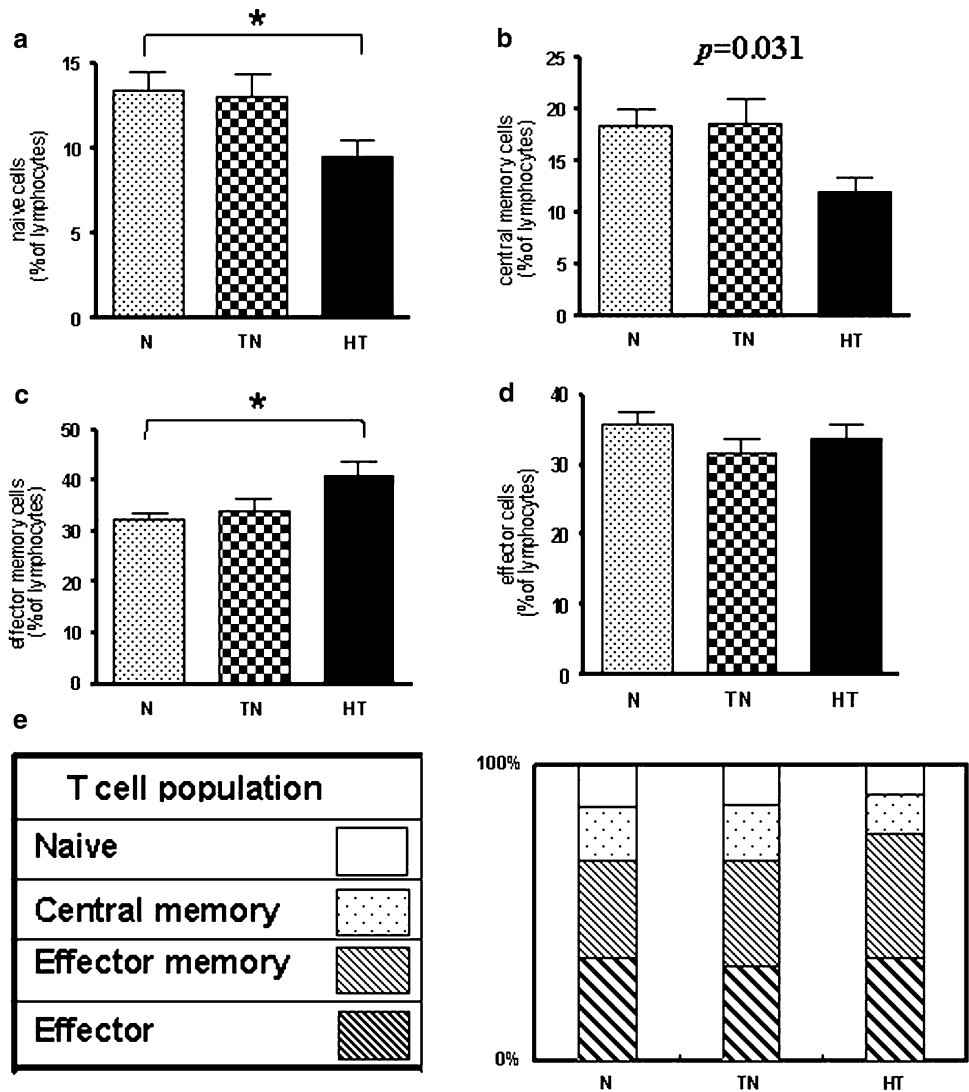 a
*
15
10
5
0
naive cells
(% of lymphocytes)
N TN HT
b
p=0.031
25
20
15
10
5
0
central memory cells
(% of lymphocytes)
N TN HT
c
*
50
40
30
20
10
0
effector memory cells
(% of lymphocytes)
N TN HT
d
40
30
20
10
0
effector cells
(% of lymphocytes)
N TN HT
e
T cell population
Naive
Central memory
Effector memory
Effector
100%
0%
N TN HT